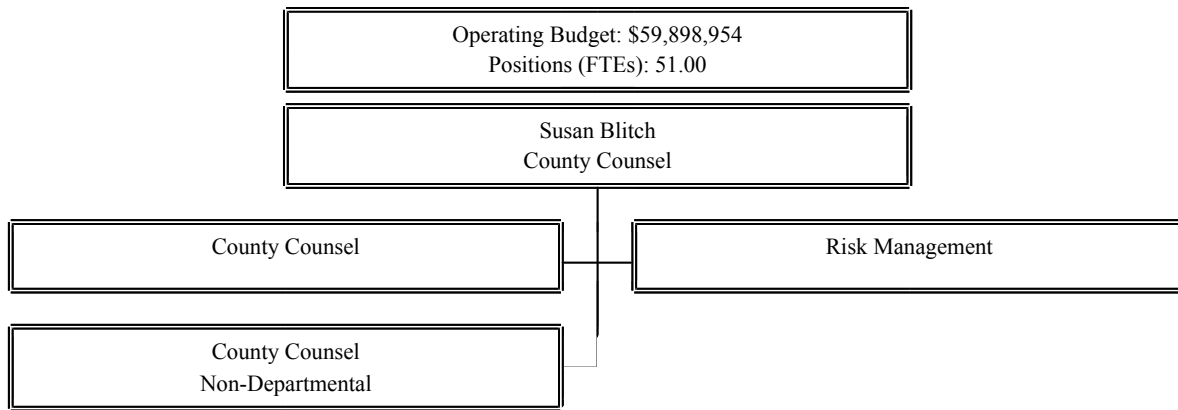 Operating Budget: $59,898,954
Positions (FTEs): 51.00
Susan Blitch
County Counsel
County Counsel
Risk Management
County Counsel
Non-Departmental